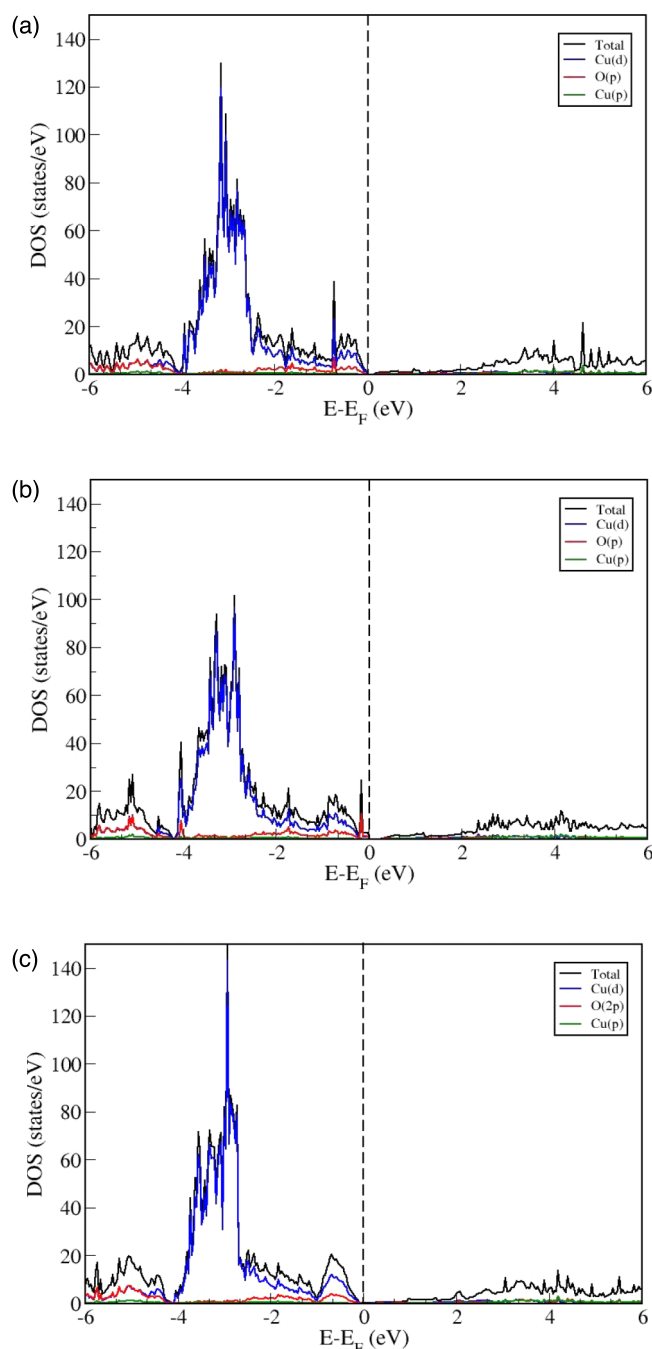 (a)
140
120
100
80
60
40
20
0
DOS (states/eV)
Total
Cu(d)
O(p)
Cu(p)
-6 -4 -2 0 2 4 6
E-E_F (eV)
(b)
140
120
100
80
60
40
20
0
DOS (states/eV)
Total
Cu(d)
O(p)
Cu(p)
-6 -4 -2 0 2 4 6
E-E_F (eV)
(c)
140
120
100
80
60
40
20
0
DOS (states/eV)
Total
Cu(d)
O(2p)
Cu(p)
-6 -4 -2 0 2 4 6
E-E_F (eV)